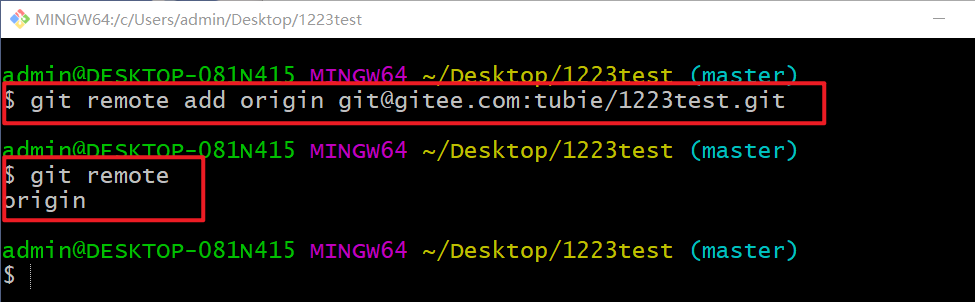 MINGW64:/c/Users/admin/Desktop/1223test
admin@DESKTOP-081N415 MINGW64 ~/Desktop/1223test (master)
$ git remote add origin git@gitee.com:tubie/1223test.git
admin@DESKTOP-081N415 MINGW64 ~/Desktop/1223test (master)
$ git remote
origin
admin@DESKTOP-081N415 MINGW64 ~/Desktop/1223test (master)
$